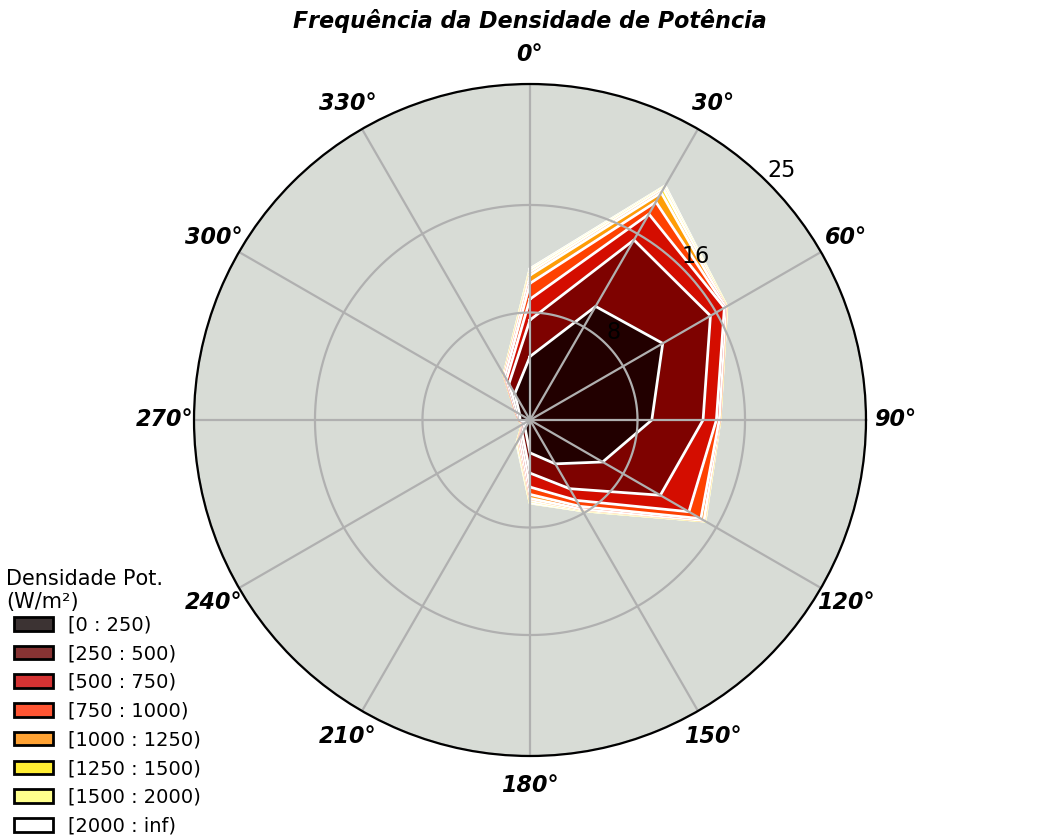 Frequência da Densidade de Potência
0°
330°
30°
25
300°
60°
16
8
270°
90°
240°
120°
210°
150°
180°
Densidade Pot.
(W/m²)
[0 : 250)
[250 : 500)
[500 : 750)
[750 : 1000)
[1000 : 1250)
[1250 : 1500)
[1500 : 2000)
[2000 : inf)